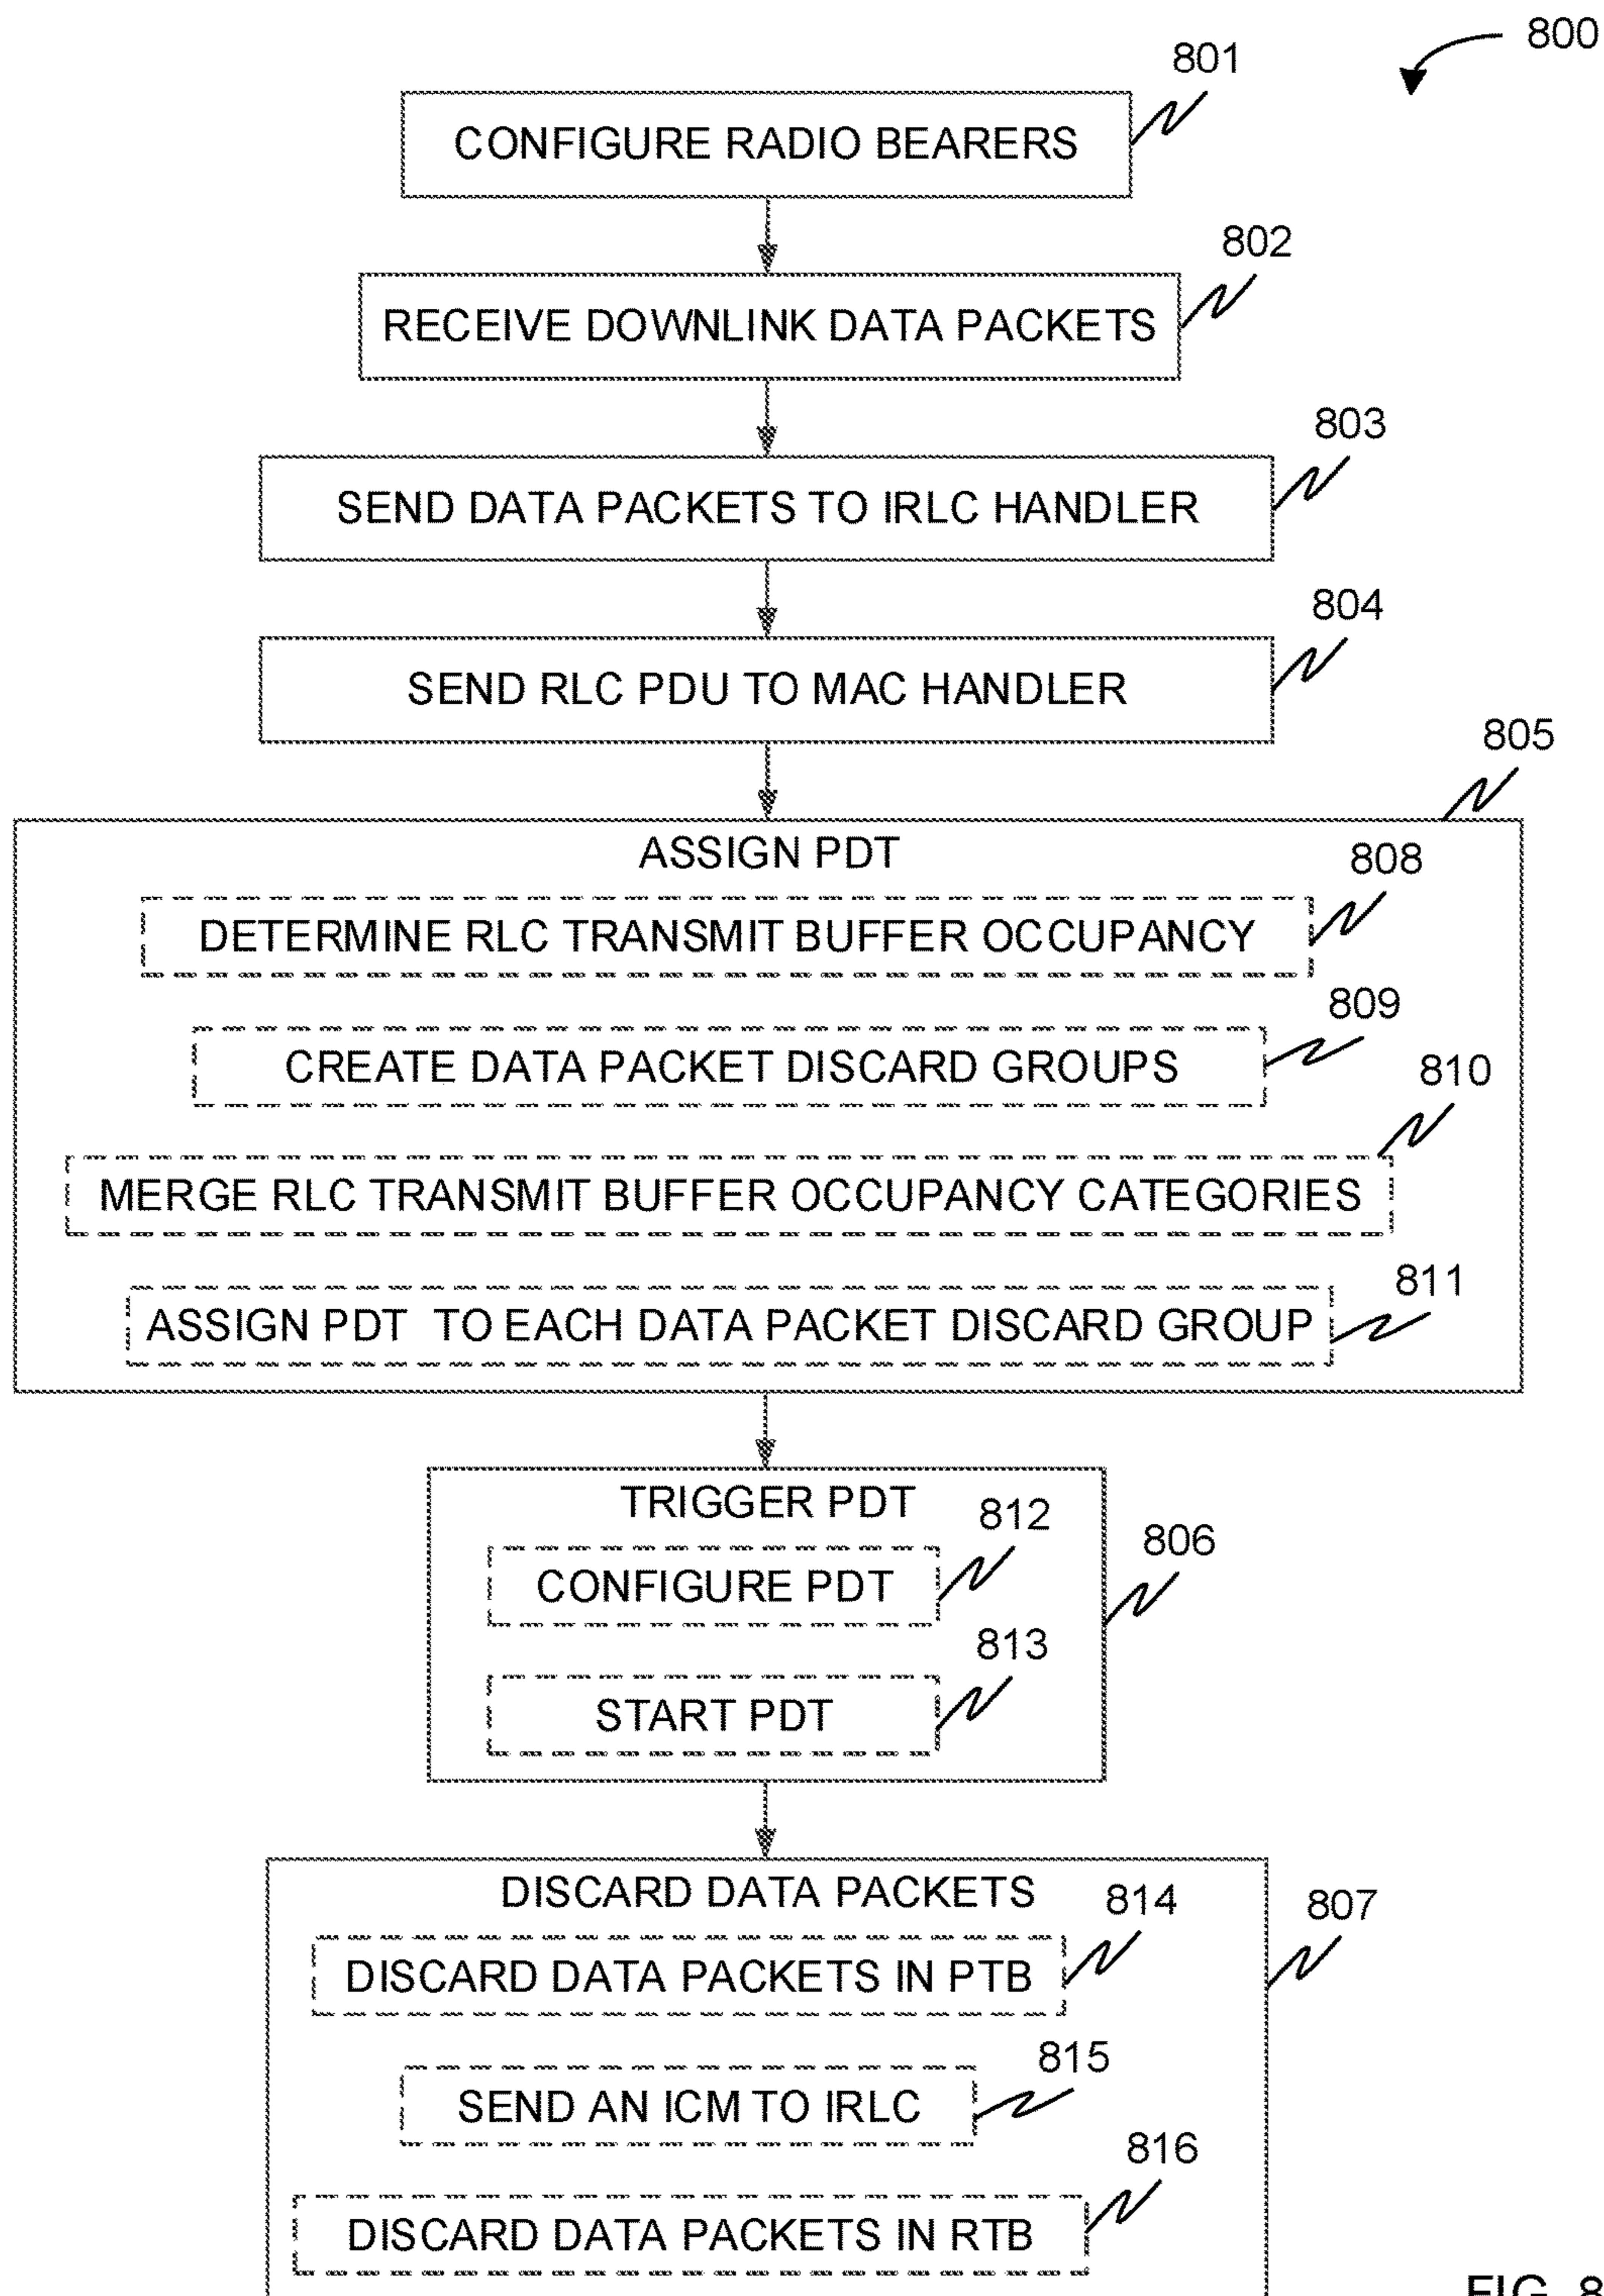 800
801
CONFIGURE RADIO BEARERS
802
RECEIVE DOWNLINK DATA PACKETS
803
SEND DATA PACKETS TO IRLC HANDLER
804
SEND RLC PDU TO MAC HANDLER
805
ASSIGN PDT
808
DETERMINE RLC TRANSMIT BUFFER OCCUPANCY
809
CREATE DATA PACKET DISCARD GROUPS
810
MERGE RLC TRANSMIT BUFFER OCCUPANCY CATEGORIES
811
ASSIGN PDT TO EACH DATA PACKET DISCARD GROUP
TRIGGER PDT
812
CONFIGURE PDT
806
813
START PDT
DISCARD DATA PACKETS
814
807
DISCARD DATA PACKETS IN PTB
815
SEND AN ICM TO IRLC
816
DISCARD DATA PACKETS IN RTB
FIG. 8